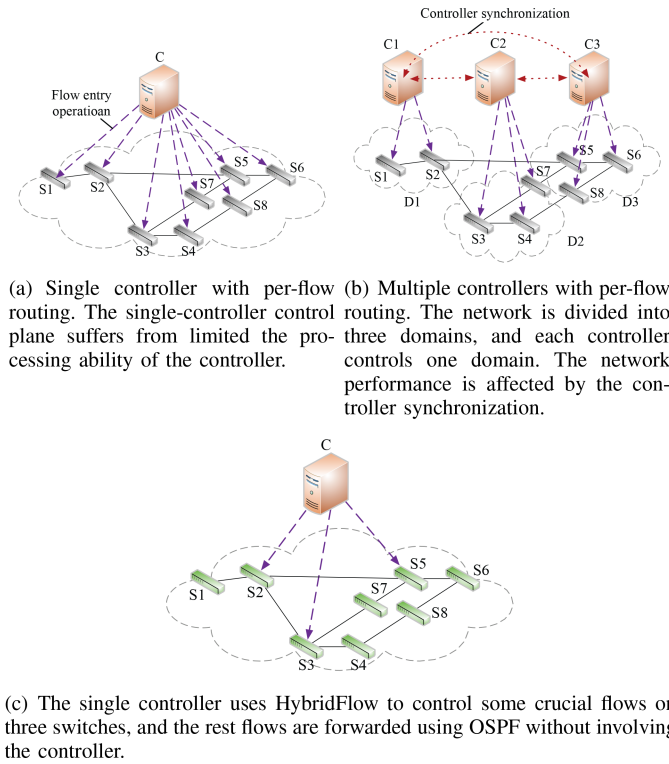 C
Flow entry
operatioan
S1
S2
S5
S6
S7
S8
S3
S4
Controller synchronization
C1
C2
C3
S1
S2
S5
S6
S7
S8
D1
D3
S3
S4
D2
(a) Single controller with per-flow
routing. The single-controller control
plane suffers from limited the pro-
cessing ability of the controller.
(b) Multiple controllers with per-flow
routing. The network is divided into
three domains, and each controller
controls one domain. The network
performance is affected by the con-
troller synchronization.
C
S1
S2
S5
S6
S7
S8
S3
S4
(c) The single controller uses HybridFlow to control some crucial flows on
three switches, and the rest flows are forwarded using OSPF without involving
the controller.